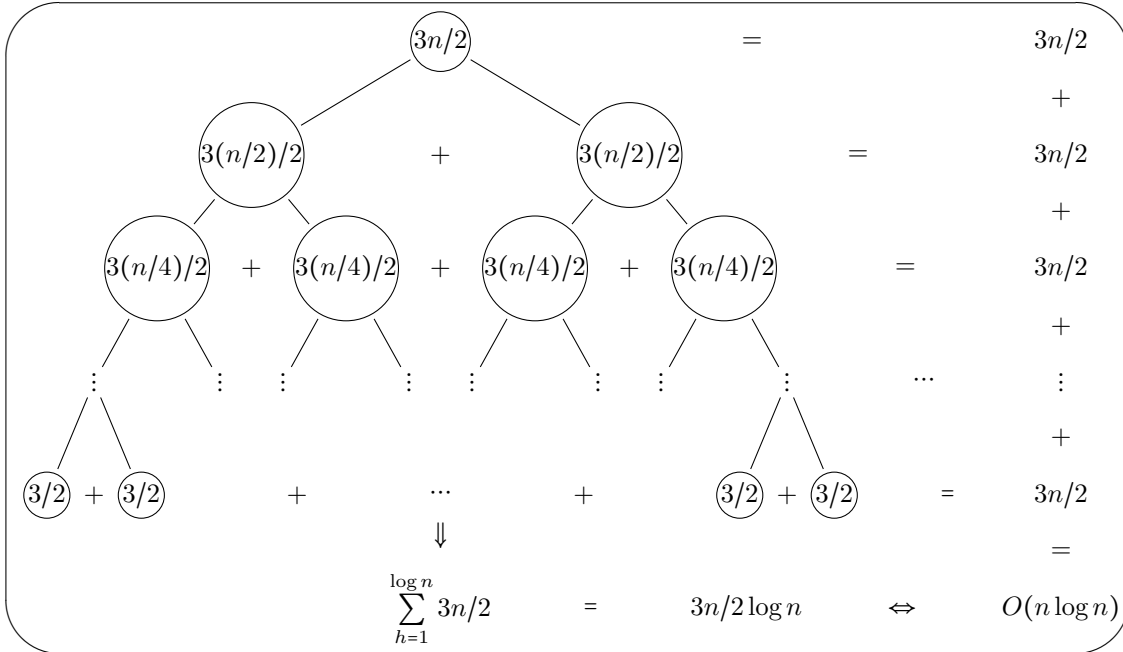 3n/2 = 3n/2
+
3(n/2)/2 + 3(n/2)/2 = 3n/2
+
3(n/4)/2 + 3(n/4)/2 + 3(n/4)/2 + 3(n/4)/2 = 3n/2
+
⋮ ⋮ ⋮ ⋮ ⋮ ⋮ ⋮ ⋮ ⋯ ⋮
+
3/2 + 3/2 + ⋯ + 3/2 + 3/2 = 3n/2
⇓ =
log n
∑ 3n/2 = 3n/2 log n ⇔ O(n log n)
h=1